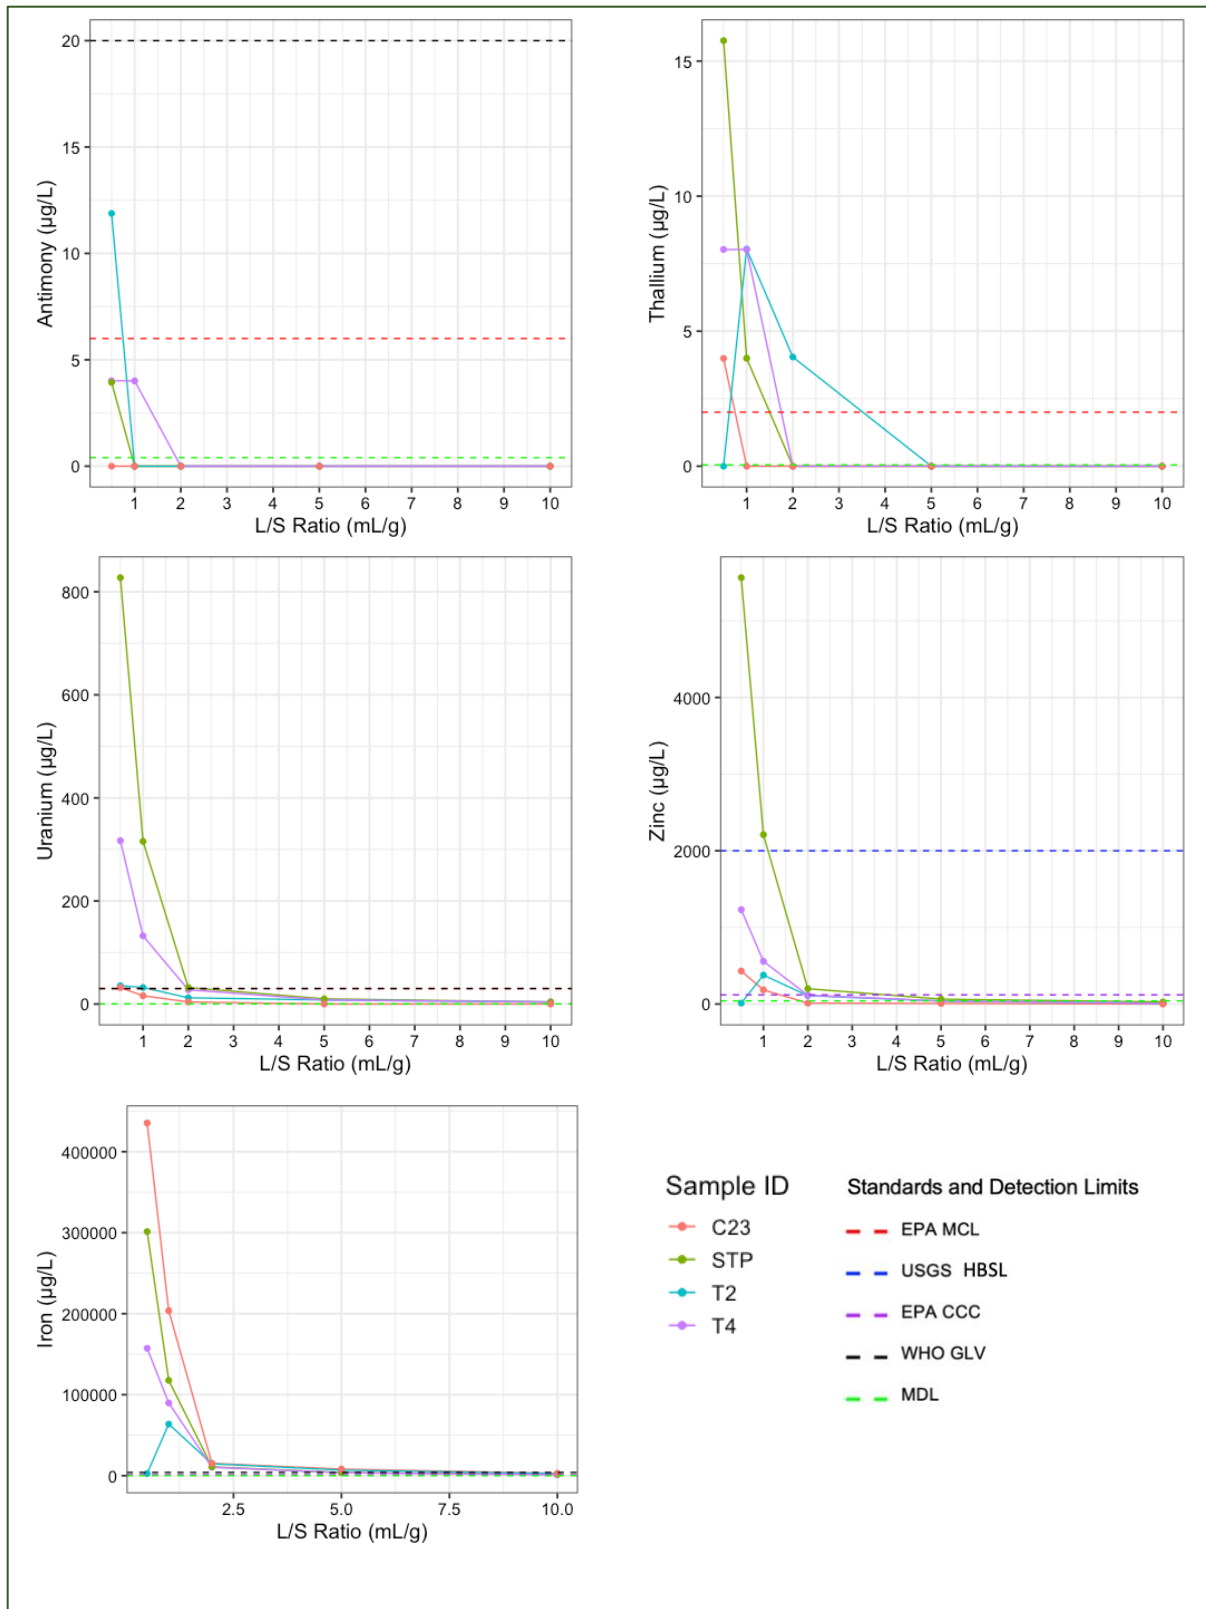 Antimony (µg/L)
20
15
10
5
0
1 2 3 4 5 6 7 8 9 10
L/S Ratio (mL/g)
Thallium (µg/L)
15
10
5
0
1 2 3 4 5 6 7 8 9 10
L/S Ratio (mL/g)
Uranium (µg/L)
800
600
400
200
0
1 2 3 4 5 6 7 8 9 10
L/S Ratio (mL/g)
Zinc (µg/L)
4000
2000
0
1 2 3 4 5 6 7 8 9 10
L/S Ratio (mL/g)
Iron (µg/L)
400000
300000
200000
100000
0
2.5 5.0 7.5 10.0
L/S Ratio (mL/g)
Sample ID
C23
STP
T2
T4
Standards and Detection Limits
EPA MCL
USGS HBSL
EPA CCC
WHO GLV
MDL